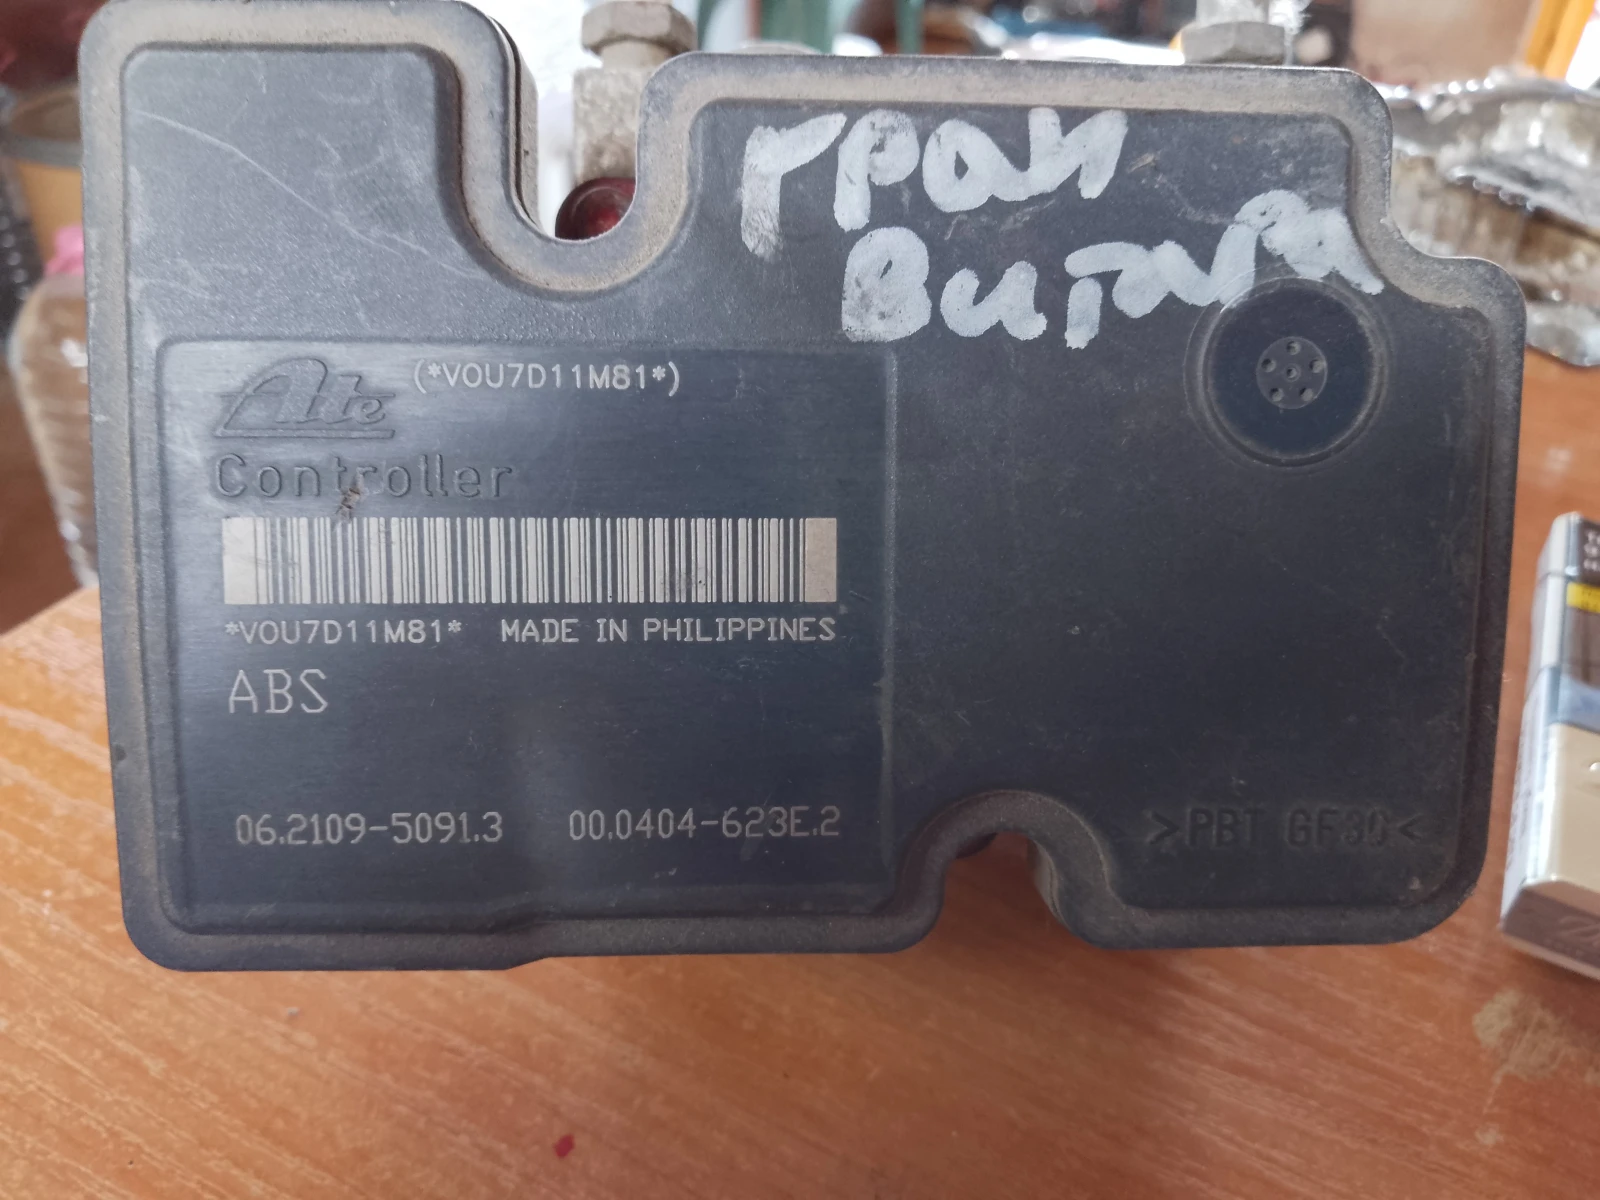 гран
Витара
Ate (*VOU7D11M81*)
Controller
*VOU7D11M81* MADE IN PHILIPPINES
ABS
06.2109-5091.3 00.0404-623E.2
>PBT GF30<